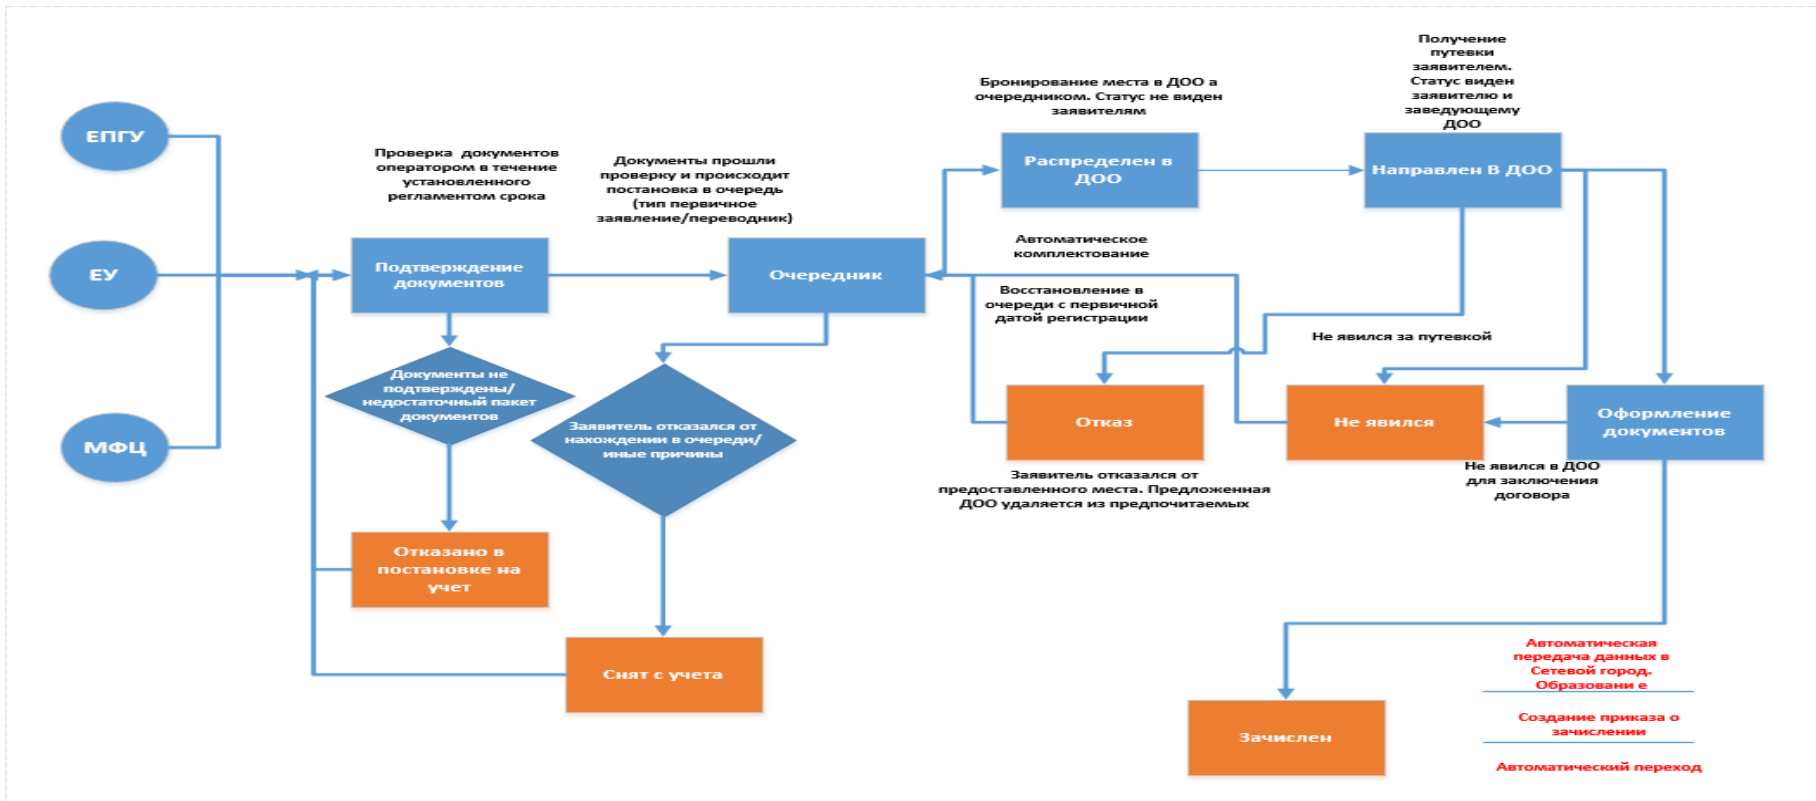 ЕПГУ
ЕУ
МФЦ
Проверка документов
оператором в течение
установленного
регламентом срока
Подтверждение
документов
Документы не
подтверждены/
недостаточный пакет
документов
Отказано в
постановке на
учет
Документы прошли
проверку и происходит
постановка в очередь
(тип первичное
заявление/переводник)
Очередник
Заявитель отказался от
нахождении в очереди/
иные причины
Снят с учета
Бронирование места в ДОО а
очередником. Статус не виден
заявителям
Распределен в
ДОО
Получение
путевки
заявителем.
Статус виден
заявителю и
заведующему
ДОО
Направлен В ДОО
Автоматическое
комплектование
Восстановление в
очереди с первичной
датой регистрации
Не явился за путевкой
Отказ
Заявитель отказался от
предоставленного места. Предложенная
ДОО удаляется из предпочитаемых
Не явился
Оформление
документов
Не явился в ДОО
для заключения
договора
Зачислен
Автоматическая
передача данных в
Сетевой город.
Образовани е
Создание приказа о
зачислении
Автоматический переход